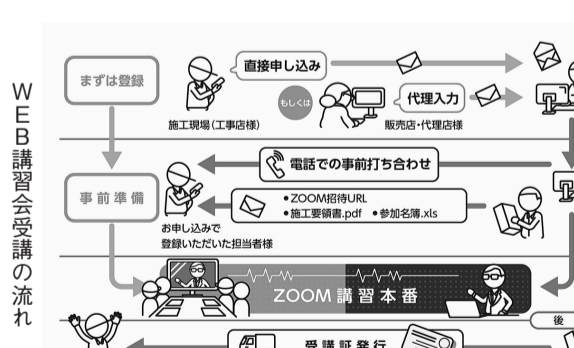 WEB講習会受講の流れ
まずは登録
直接申し込み
もしくは
代理入力
施工現場（工事店様）
販売店・代理店様
事前準備
電話での事前打ち合わせ
●ZOOM招待URL
●施工要領書.pdf ●参加名簿.xls
お申し込みで
登録いただいた担当者様
ZOOM講習本番
後
受講証発行